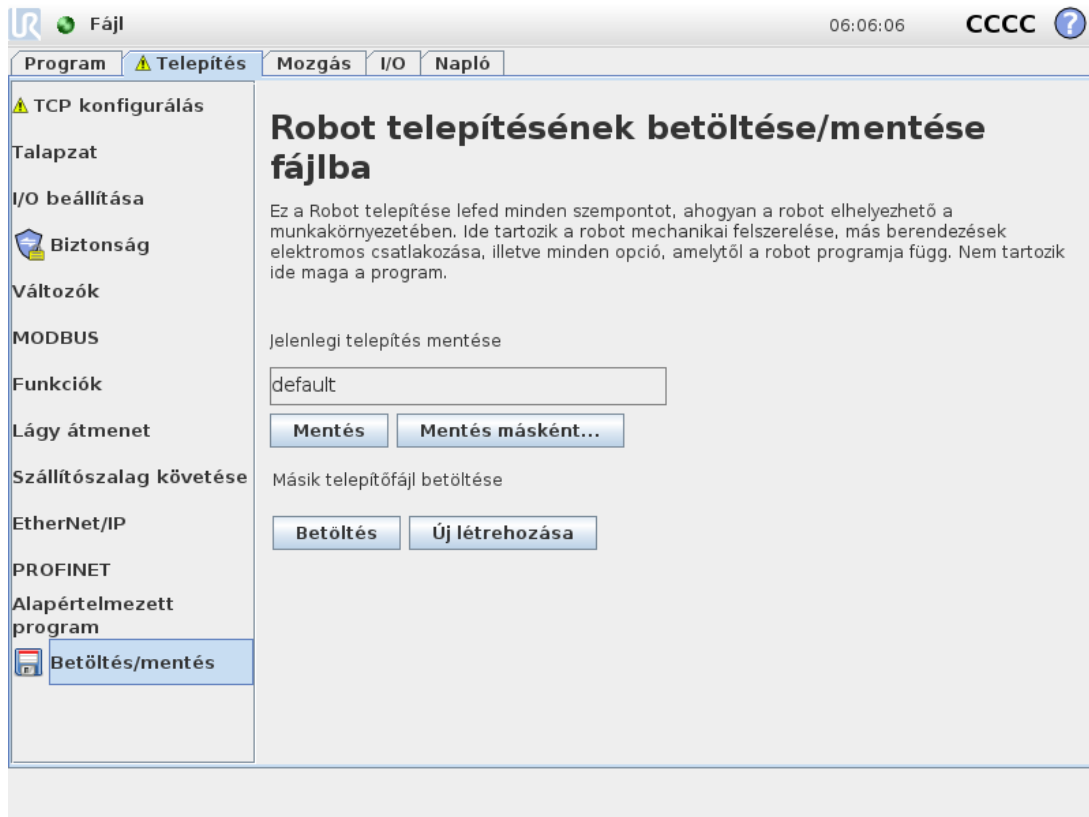 UR Fájl 06:06:06 CCCC ?
Program Telepítés Mozgás I/O Napló
TCP konfigurálás
Talapzat
I/O beállítása
Biztonság
Változók
MODBUS
Funkciók
Lágy átmenet
Szállítószalag követése
EtherNet/IP
PROFINET
Alapértelmezett
program
Betöltés/mentés
Robot telepítésének betöltése/mentése
fájlba
Ez a Robot telepítése lefed minden szempontot, ahogyan a robot elhelyezhető a
munkakörnyezetében. Ide tartozik a robot mechanikai felszerelése, más berendezések
elektromos csatlakozása, illetve minden opció, amelytől a robot programja függ. Nem tartozik
ide maga a program.
Jelenlegi telepítés mentése
default
Mentés Mentés másként...
Másik telepítőfájl betöltése
Betöltés Új létrehozása